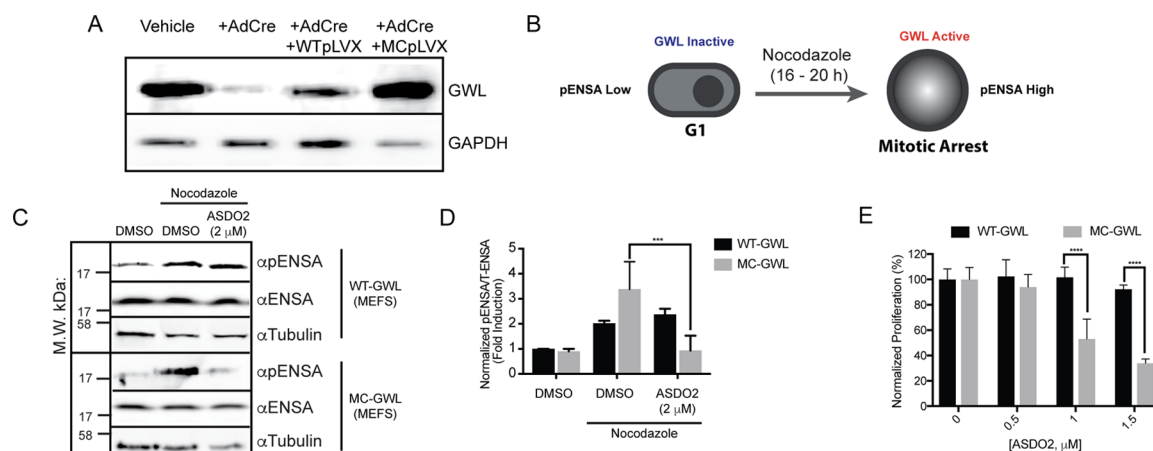 A
Vehicle
+AdCre
+AdCre
+WTpLVX
+AdCre
+MCpLVX
GWL
GAPDH
B
GWL Inactive
pENSA Low
G1
Nocodazole
(16 - 20 h)
GWL Active
pENSA High
Mitotic Arrest
C
Nocodazole
DMSO
DMSO
ASDO2
(2 μM)
M.W. kDa:
17
αpENSA
17
αENSA
58
αTubulin
WT-GWL
(MEFS)
17
αpENSA
17
αENSA
58
αTubulin
MC-GWL
(MEFS)
D
Normalized pENSA/T-ENSA
(Fold Induction)
5
4
3
2
1
0
***
WT-GWL
MC-GWL
DMSO
DMSO
ASDO2
(2 μM)
Nocodazole
E
WT-GWL
MC-GWL
Normalized Proliferation (%)
120
100
80
60
40
20
0
****
****
0
0.5
1
1.5
[ASDO2, μM]